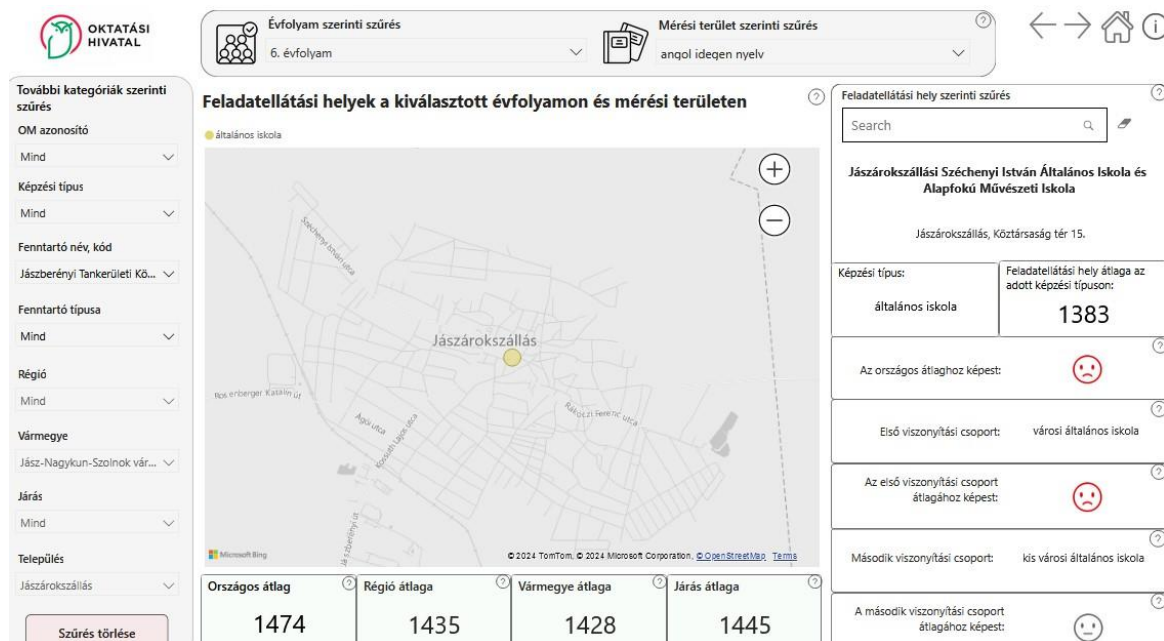 OKTATÁSI
HIVATAL
Évfolyam szerinti szűrés
6. évfolyam
Mérési terület szerinti szűrés
angol idegen nyelv
További kategóriák szerinti
szűrés
OM azonosító
Mind
Képzési típus
Mind
Fenntartó név, kód
Jászberényi Tankerületi Kö...
Fenntartó típusa
Mind
Régió
Mind
Vármegye
Jász-Nagykun-Szolnok vár...
Járás
Mind
Település
Jászárokszállás
Szűrés törlése
Feladatellátási helyek a kiválasztott évfolyamon és mérési területen
általános iskola
Széchenyi István utca
Jászárokszállás
Rosenberger Katalin út
Ágói utca
Kossuth Lajos utca
Rákóczi Ferenc utca
Jászberényi út
Microsoft Bing
© 2024 TomTom, © 2024 Microsoft Corporation, © OpenStreetMap Terms
Országos átlag
1474
Régió átlaga
1435
Vármegye átlaga
1428
Járás átlaga
1445
Feladatellátási hely szerinti szűrés
Search
Jászárokszállási Széchenyi István Általános Iskola és
Alapfokú Művészeti Iskola
Jászárokszállás, Köztársaság tér 15.
Képzési típus:
általános iskola
Feladatellátási hely átlaga az
adott képzési típuson:
1383
Az országos átlaghoz képest:
Első viszonyítási csoport:
városi általános iskola
Az első viszonyítási csoport
átlagához képest:
Második viszonyítási csoport:
kis városi általános iskola
A második viszonyítási csoport
átlagához képest: